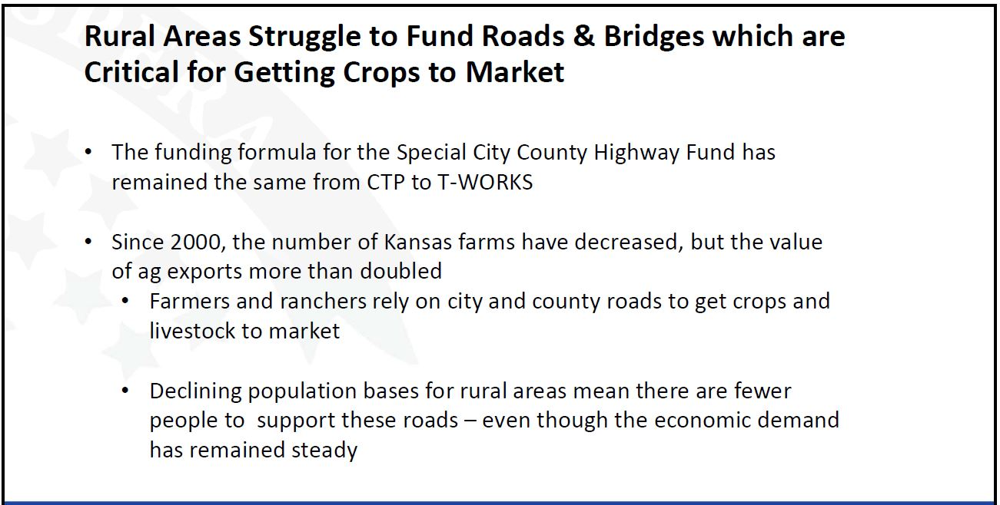 Rural Areas Struggle to Fund Roads & Bridges which are
Critical for Getting Crops to Market
• The funding formula for the Special City County Highway Fund has
remained the same from CTP to T-WORKS
• Since 2000, the number of Kansas farms have decreased, but the value
of ag exports more than doubled
• Farmers and ranchers rely on city and county roads to get crops and
livestock to market
• Declining population bases for rural areas mean there are fewer
people to  support these roads – even though the economic demand
has remained steady